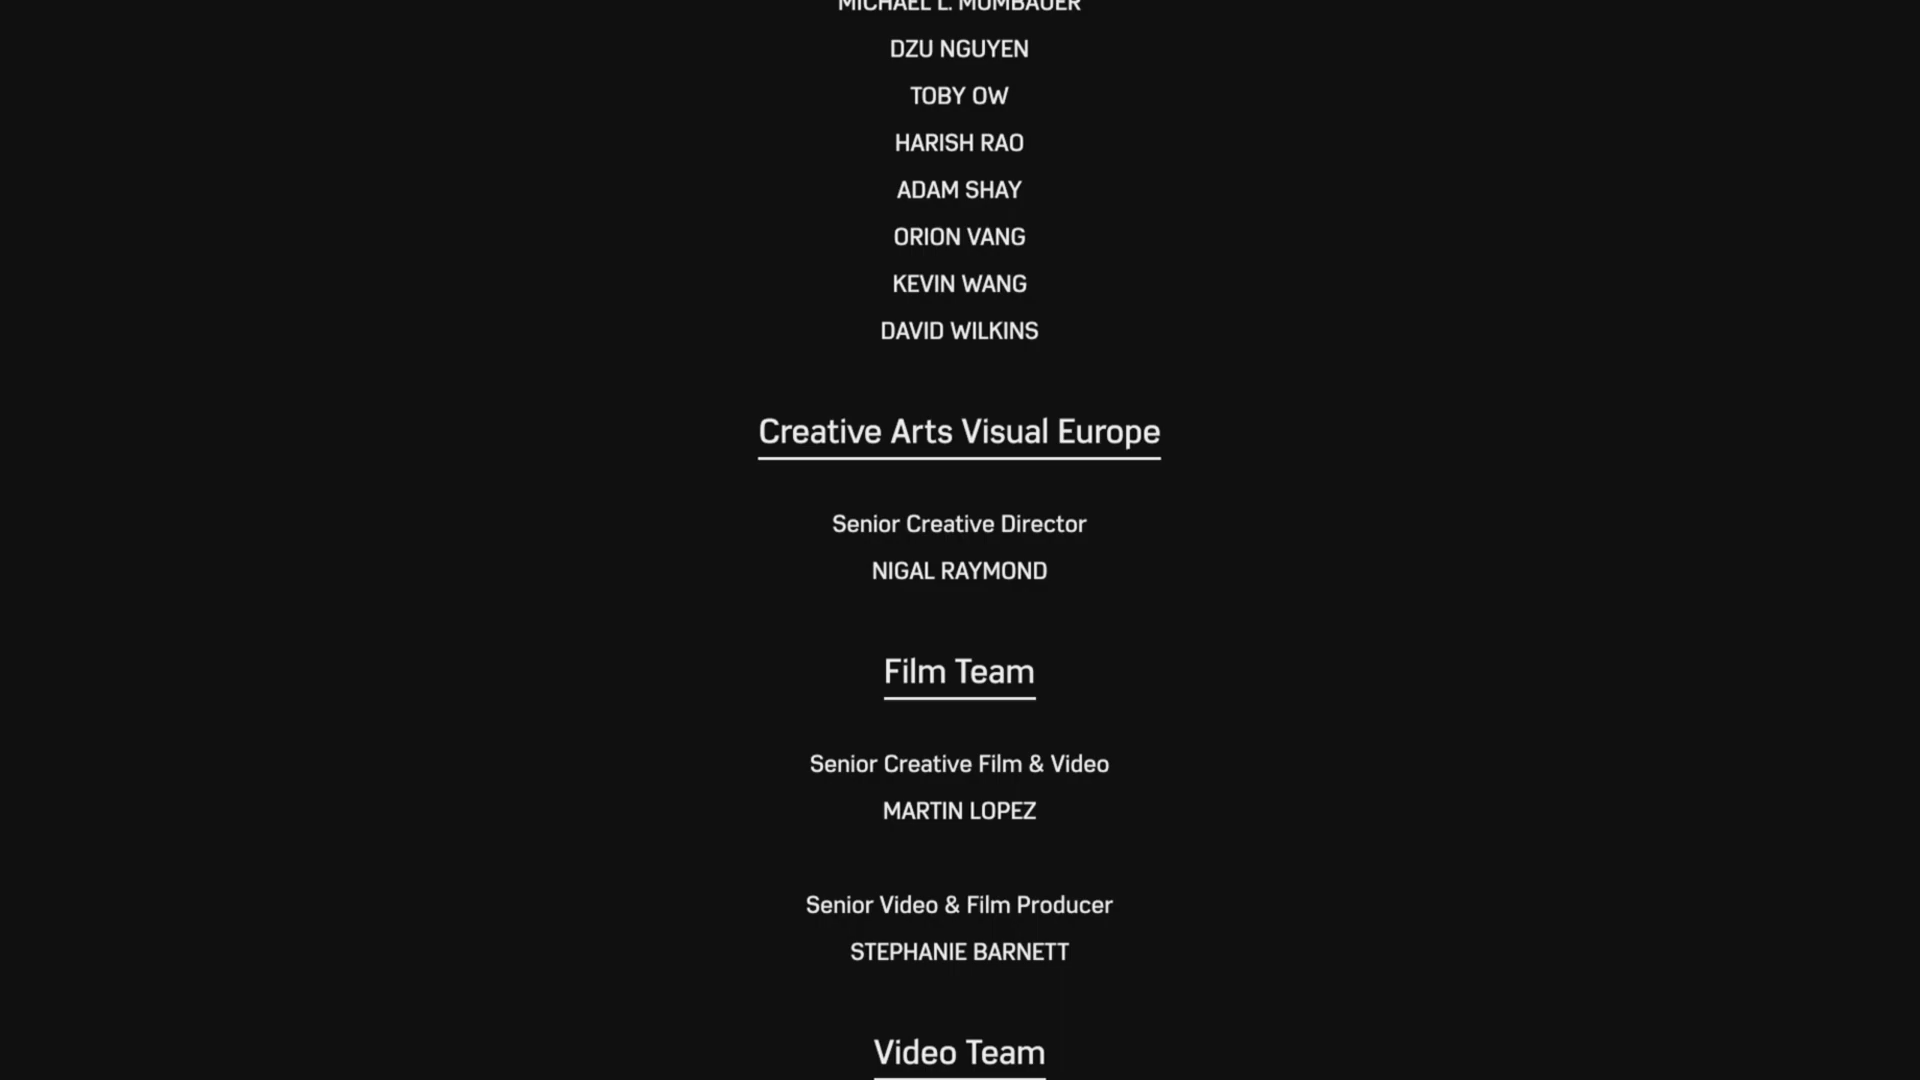 MICHAEL L. MUMBAUER
DZU NGUYEN
TOBY OW
HARISH RAO
ADAM SHAY
ORION VANG
KEVIN WANG
DAVID WILKINS
Creative Arts Visual Europe
Senior Creative Director
NIGAL RAYMOND
Film Team
Senior Creative Film & Video
MARTIN LOPEZ
Senior Video & Film Producer
STEPHANIE BARNETT
Video Team